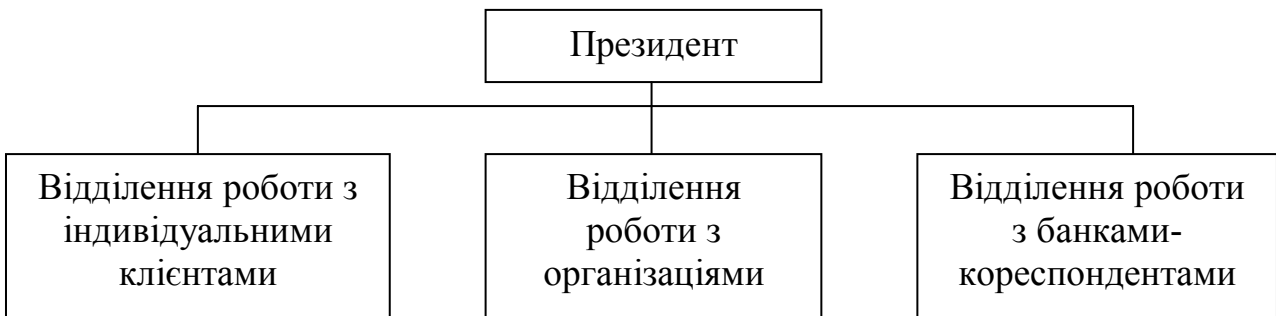 Президент
Відділення роботи з
індивідуальними
клієнтами
Відділення
роботи з
організаціями
Відділення роботи
з банками-
кореспондентами